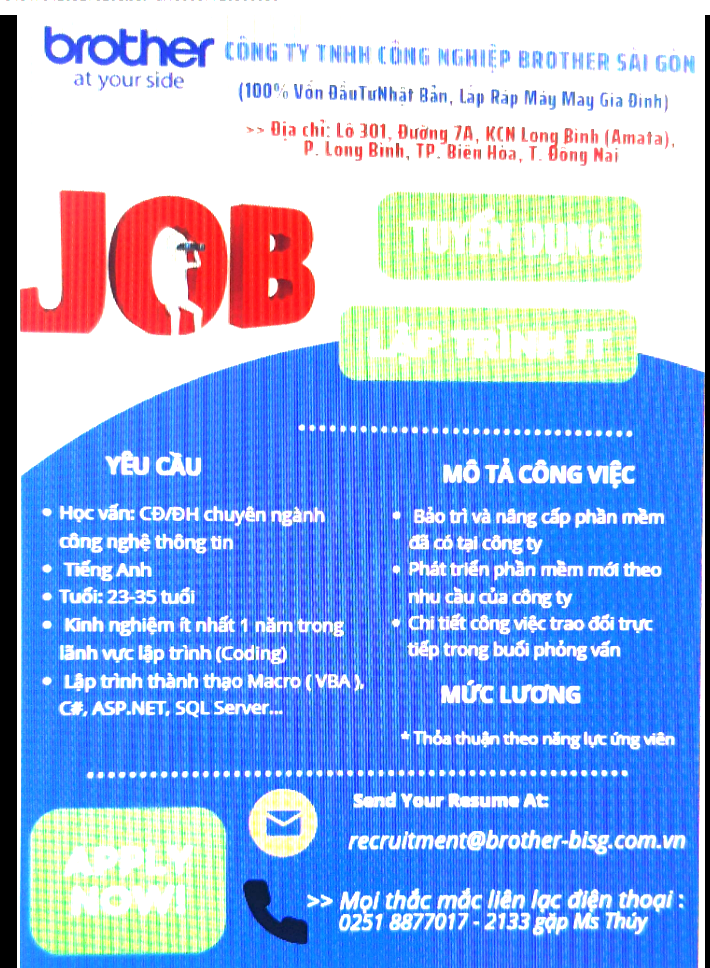 brother
at your side
CÔNG TY TNHH CÔNG NGHIỆP BROTHER SÀI GÒN
(100% Vốn ĐầuTưNhật Bản, Lắp Ráp Máy May Gia Đình)
>> Địa chỉ: Lô 301, Đường 7A, KCN Long Bình (Amata),
P. Long Bình, TP. Biên Hòa, T. Đồng Nai
JOB
TUYỂN DỤNG
LẬP TRÌNH IT
YÊU CẦU
• Học vấn: CĐ/ĐH chuyên ngành
công nghệ thông tin
• Tiếng Anh
• Tuổi: 23-35 tuổi
• Kinh nghiệm ít nhất 1 năm trong
lãnh vực lập trình (Coding)
• Lập trình thành thạo Macro ( VBA ),
C#, ASP.NET, SQL Server...
MÔ TẢ CÔNG VIỆC
• Bảo trì và nâng cấp phần mềm
đã có tại công ty
• Phát triển phần mềm mới theo
nhu cầu của công ty
• Chi tiết công việc trao đổi trực
tiếp trong buổi phỏng vấn
MỨC LƯƠNG
* Thỏa thuận theo năng lực ứng viên
APPLY
NOW!
Send Your Resume At:
recruitment@brother-bisg.com.vn
>> Mọi thắc mắc liên lạc điện thoại :
0251 8877017 - 2133 gặp Ms Thúy